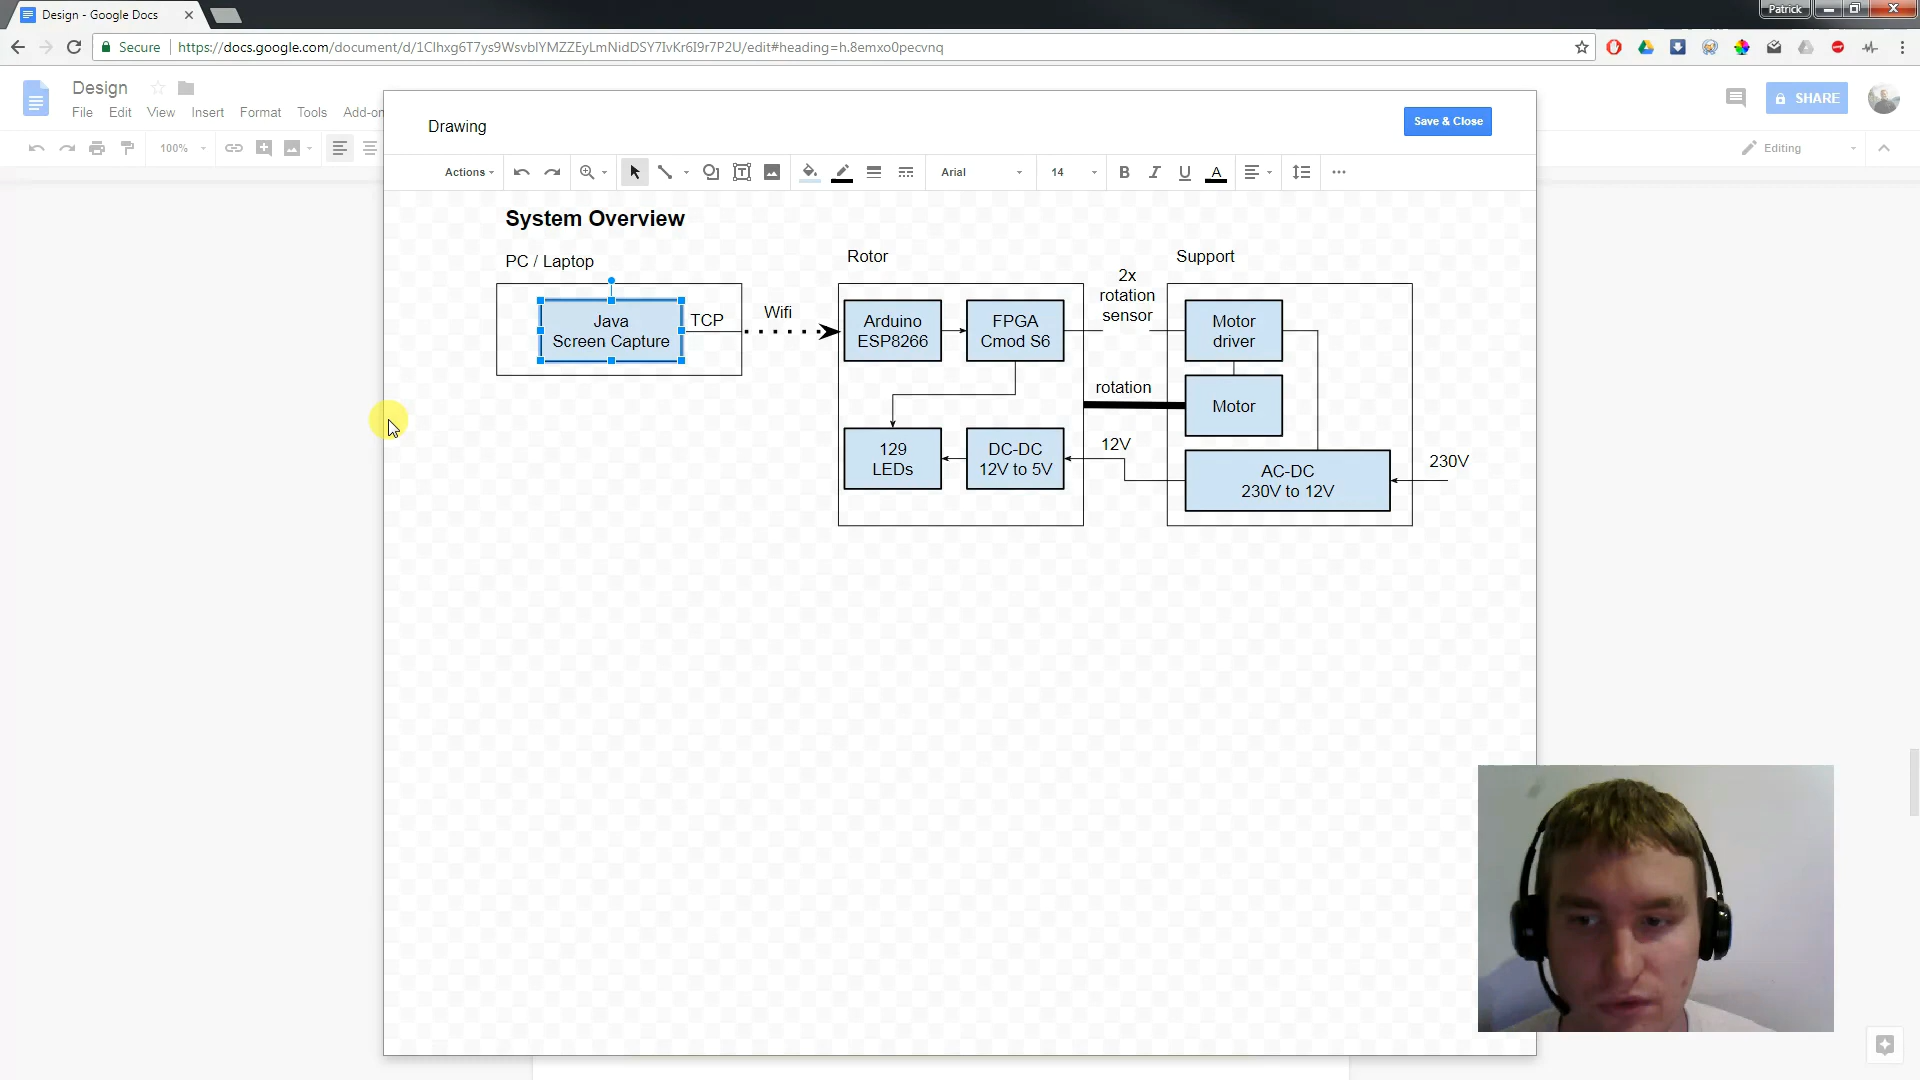 Design - Google Docs
Patrick
Secure
https://docs.google.com/document/d/1Clhxg6T7ys9WsvblYMZZEyLmNidDSY7IvKr6I9r7P2U/edit#heading=h.8emxo0pecvnq
Design
File Edit View Insert Format Tools Add-on
SHARE
100%
Editing
Drawing
Save & Close
Actions
Arial
14
B I U A
System Overview
PC / Laptop
Rotor
Support
Java
Screen Capture
TCP
Wifi
Arduino
ESP8266
FPGA
Cmod S6
2x
rotation
sensor
Motor
driver
rotation
Motor
129
LEDs
DC-DC
12V to 5V
12V
AC-DC
230V to 12V
230V